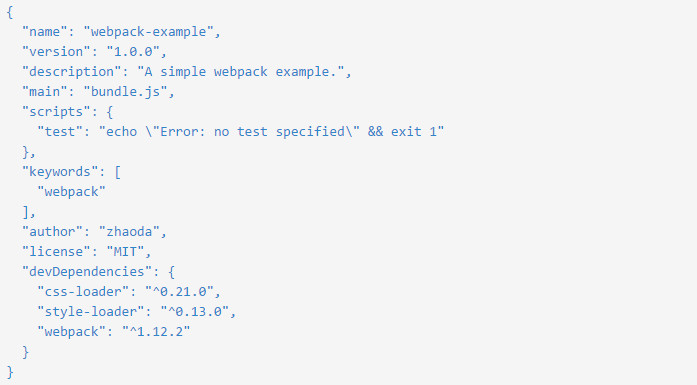 {
  "name": "webpack-example",
  "version": "1.0.0",
  "description": "A simple webpack example.",
  "main": "bundle.js",
  "scripts": {
    "test": "echo \"Error: no test specified\" && exit 1"
  },
  "keywords": [
    "webpack"
  ],
  "author": "zhaoda",
  "license": "MIT",
  "devDependencies": {
    "css-loader": "^0.21.0",
    "style-loader": "^0.13.0",
    "webpack": "^1.12.2"
  }
}